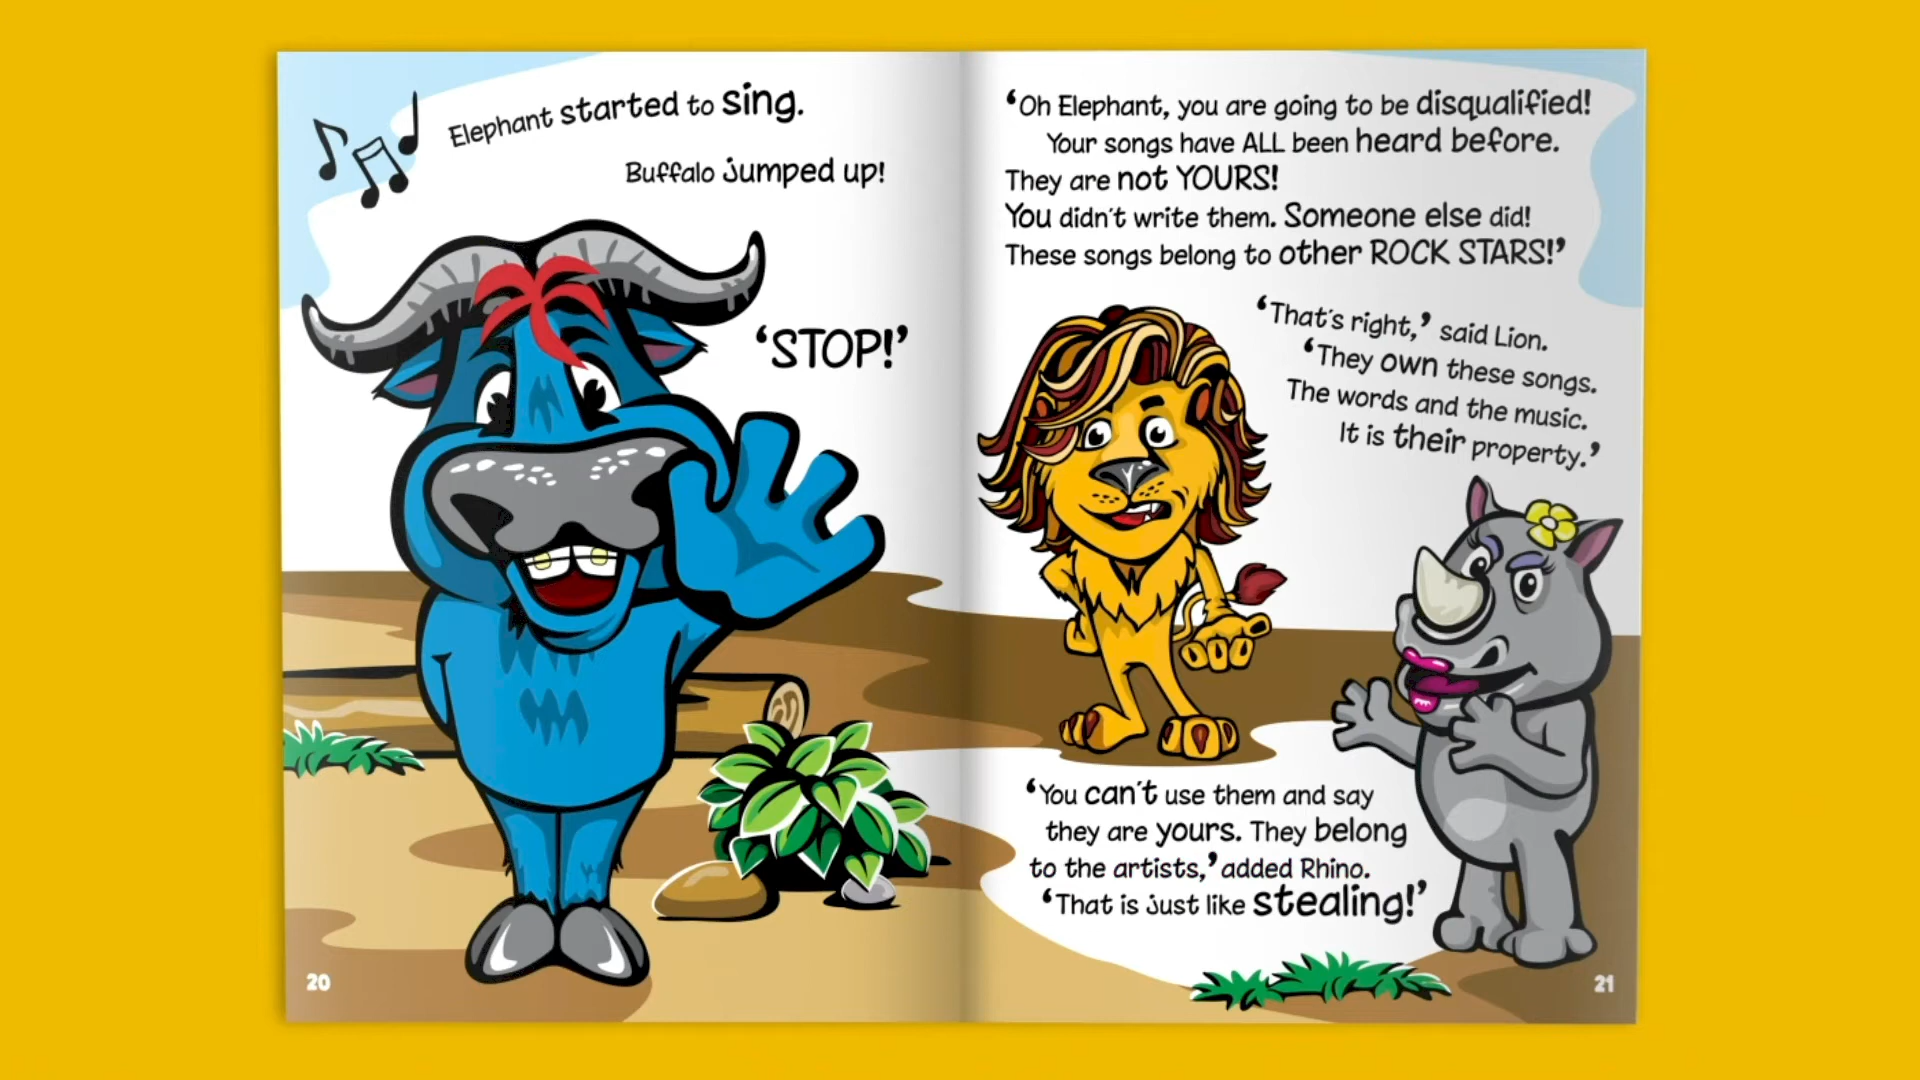 Elephant started to sing.
Buffalo jumped up!
‘STOP!’
20
‘Oh Elephant, you are going to be disqualified!
Your songs have ALL been heard before.
They are not YOURS!
You didn't write them. Someone else did!
These songs belong to other ROCK STARS!’
‘That's right,’ said Lion.
‘They own these songs.
The words and the music.
It is their property.’
‘You can't use them and say
they are yours. They belong
to the artists,’ added Rhino.
‘That is just like stealing!’
21